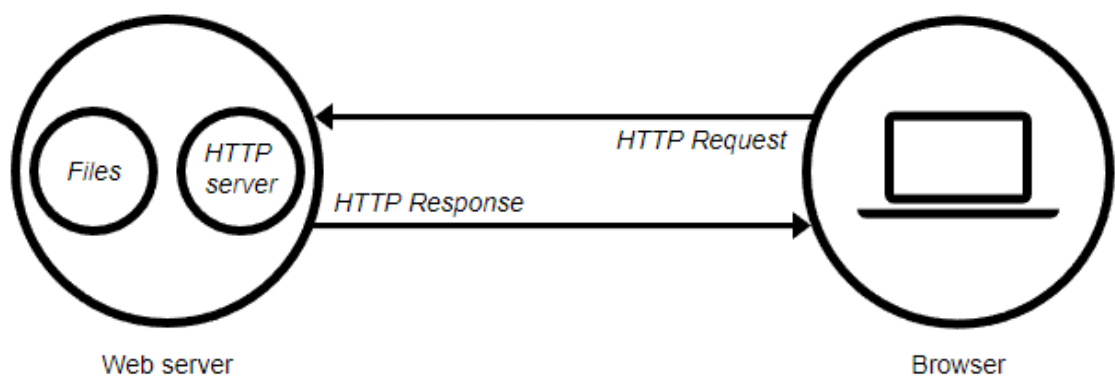 HTTP Request
Files
HTTP
server
HTTP Response
Web server
Browser